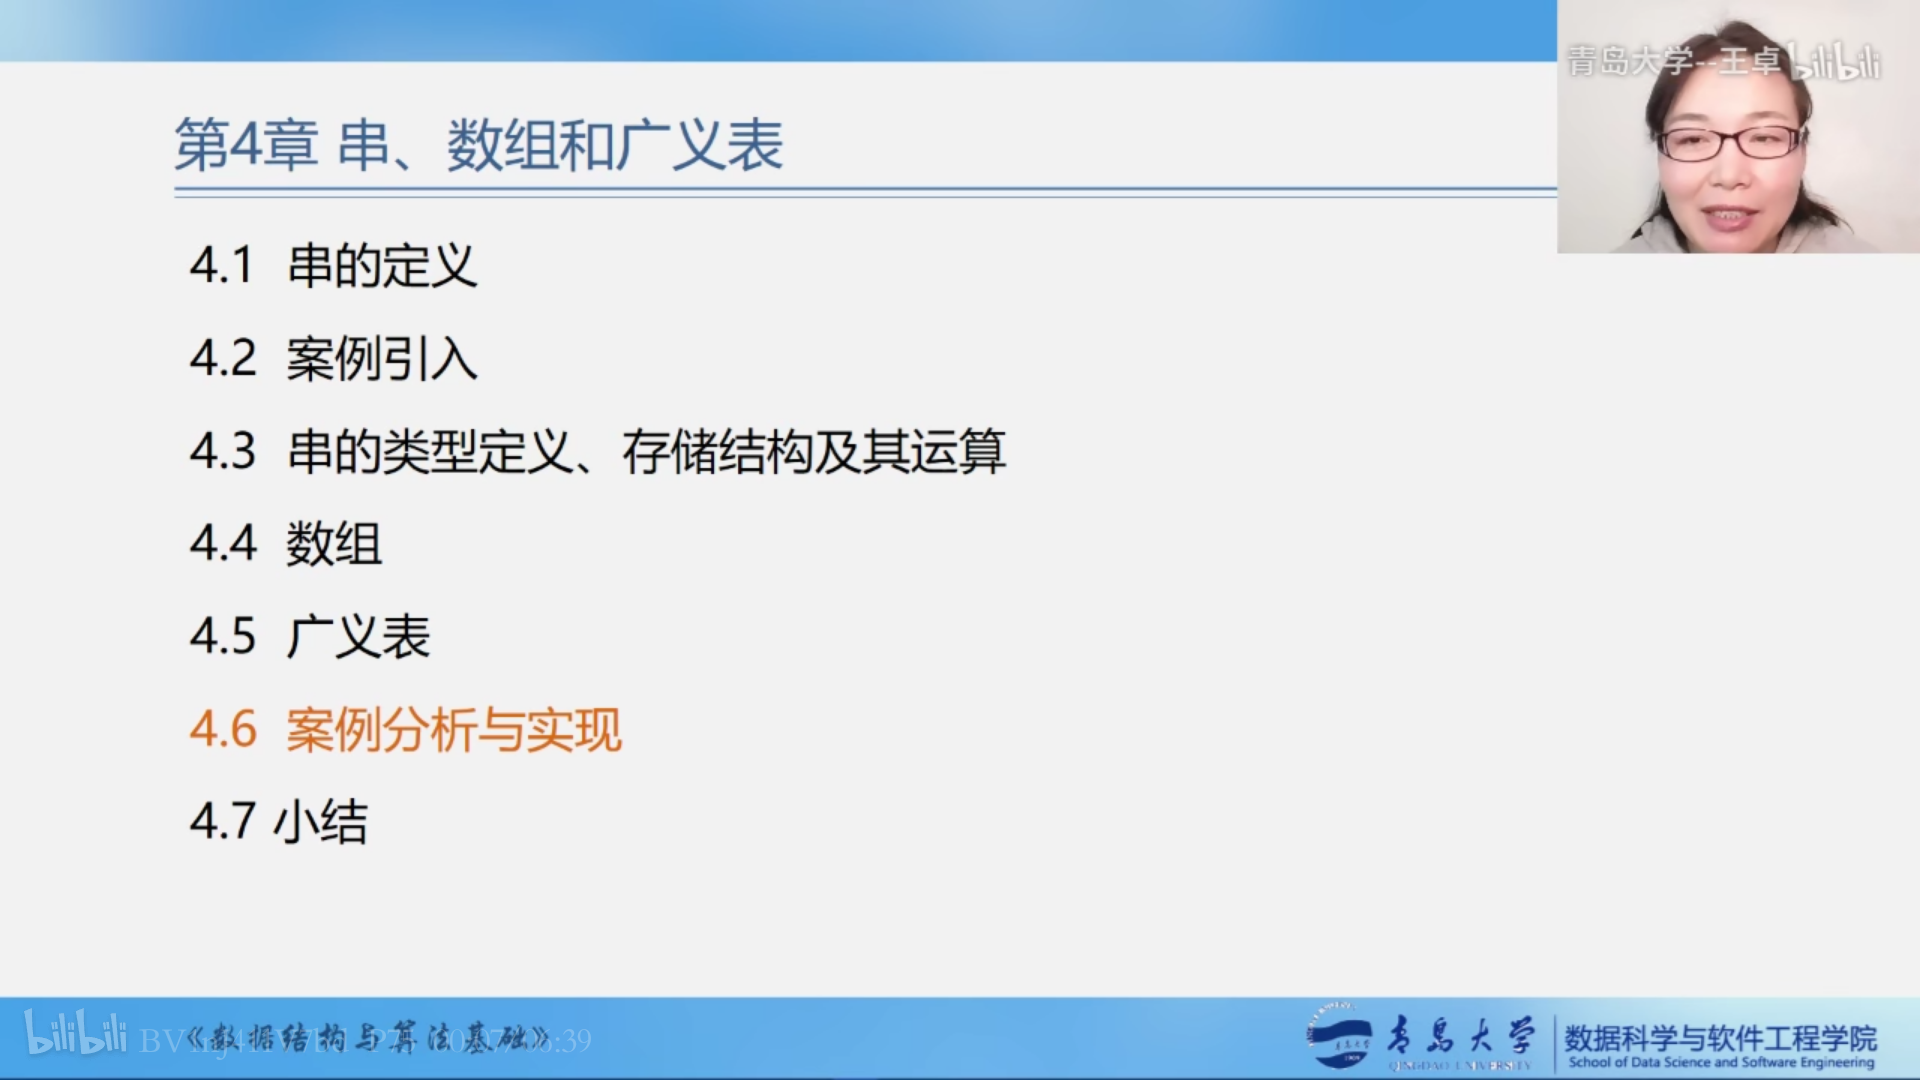 青岛大学--王卓 bilibili
第4章 串、数组和广义表
4.1 串的定义
4.2 案例引入
4.3 串的类型定义、存储结构及其运算
4.4 数组
4.5 广义表
4.6 案例分析与实现
4.7 小结
bilibili
《数据结构与算法基础》
青岛大学
QINGDAO UNIVERSITY
数据科学与软件工程学院
School of Data Science and Software Engineering